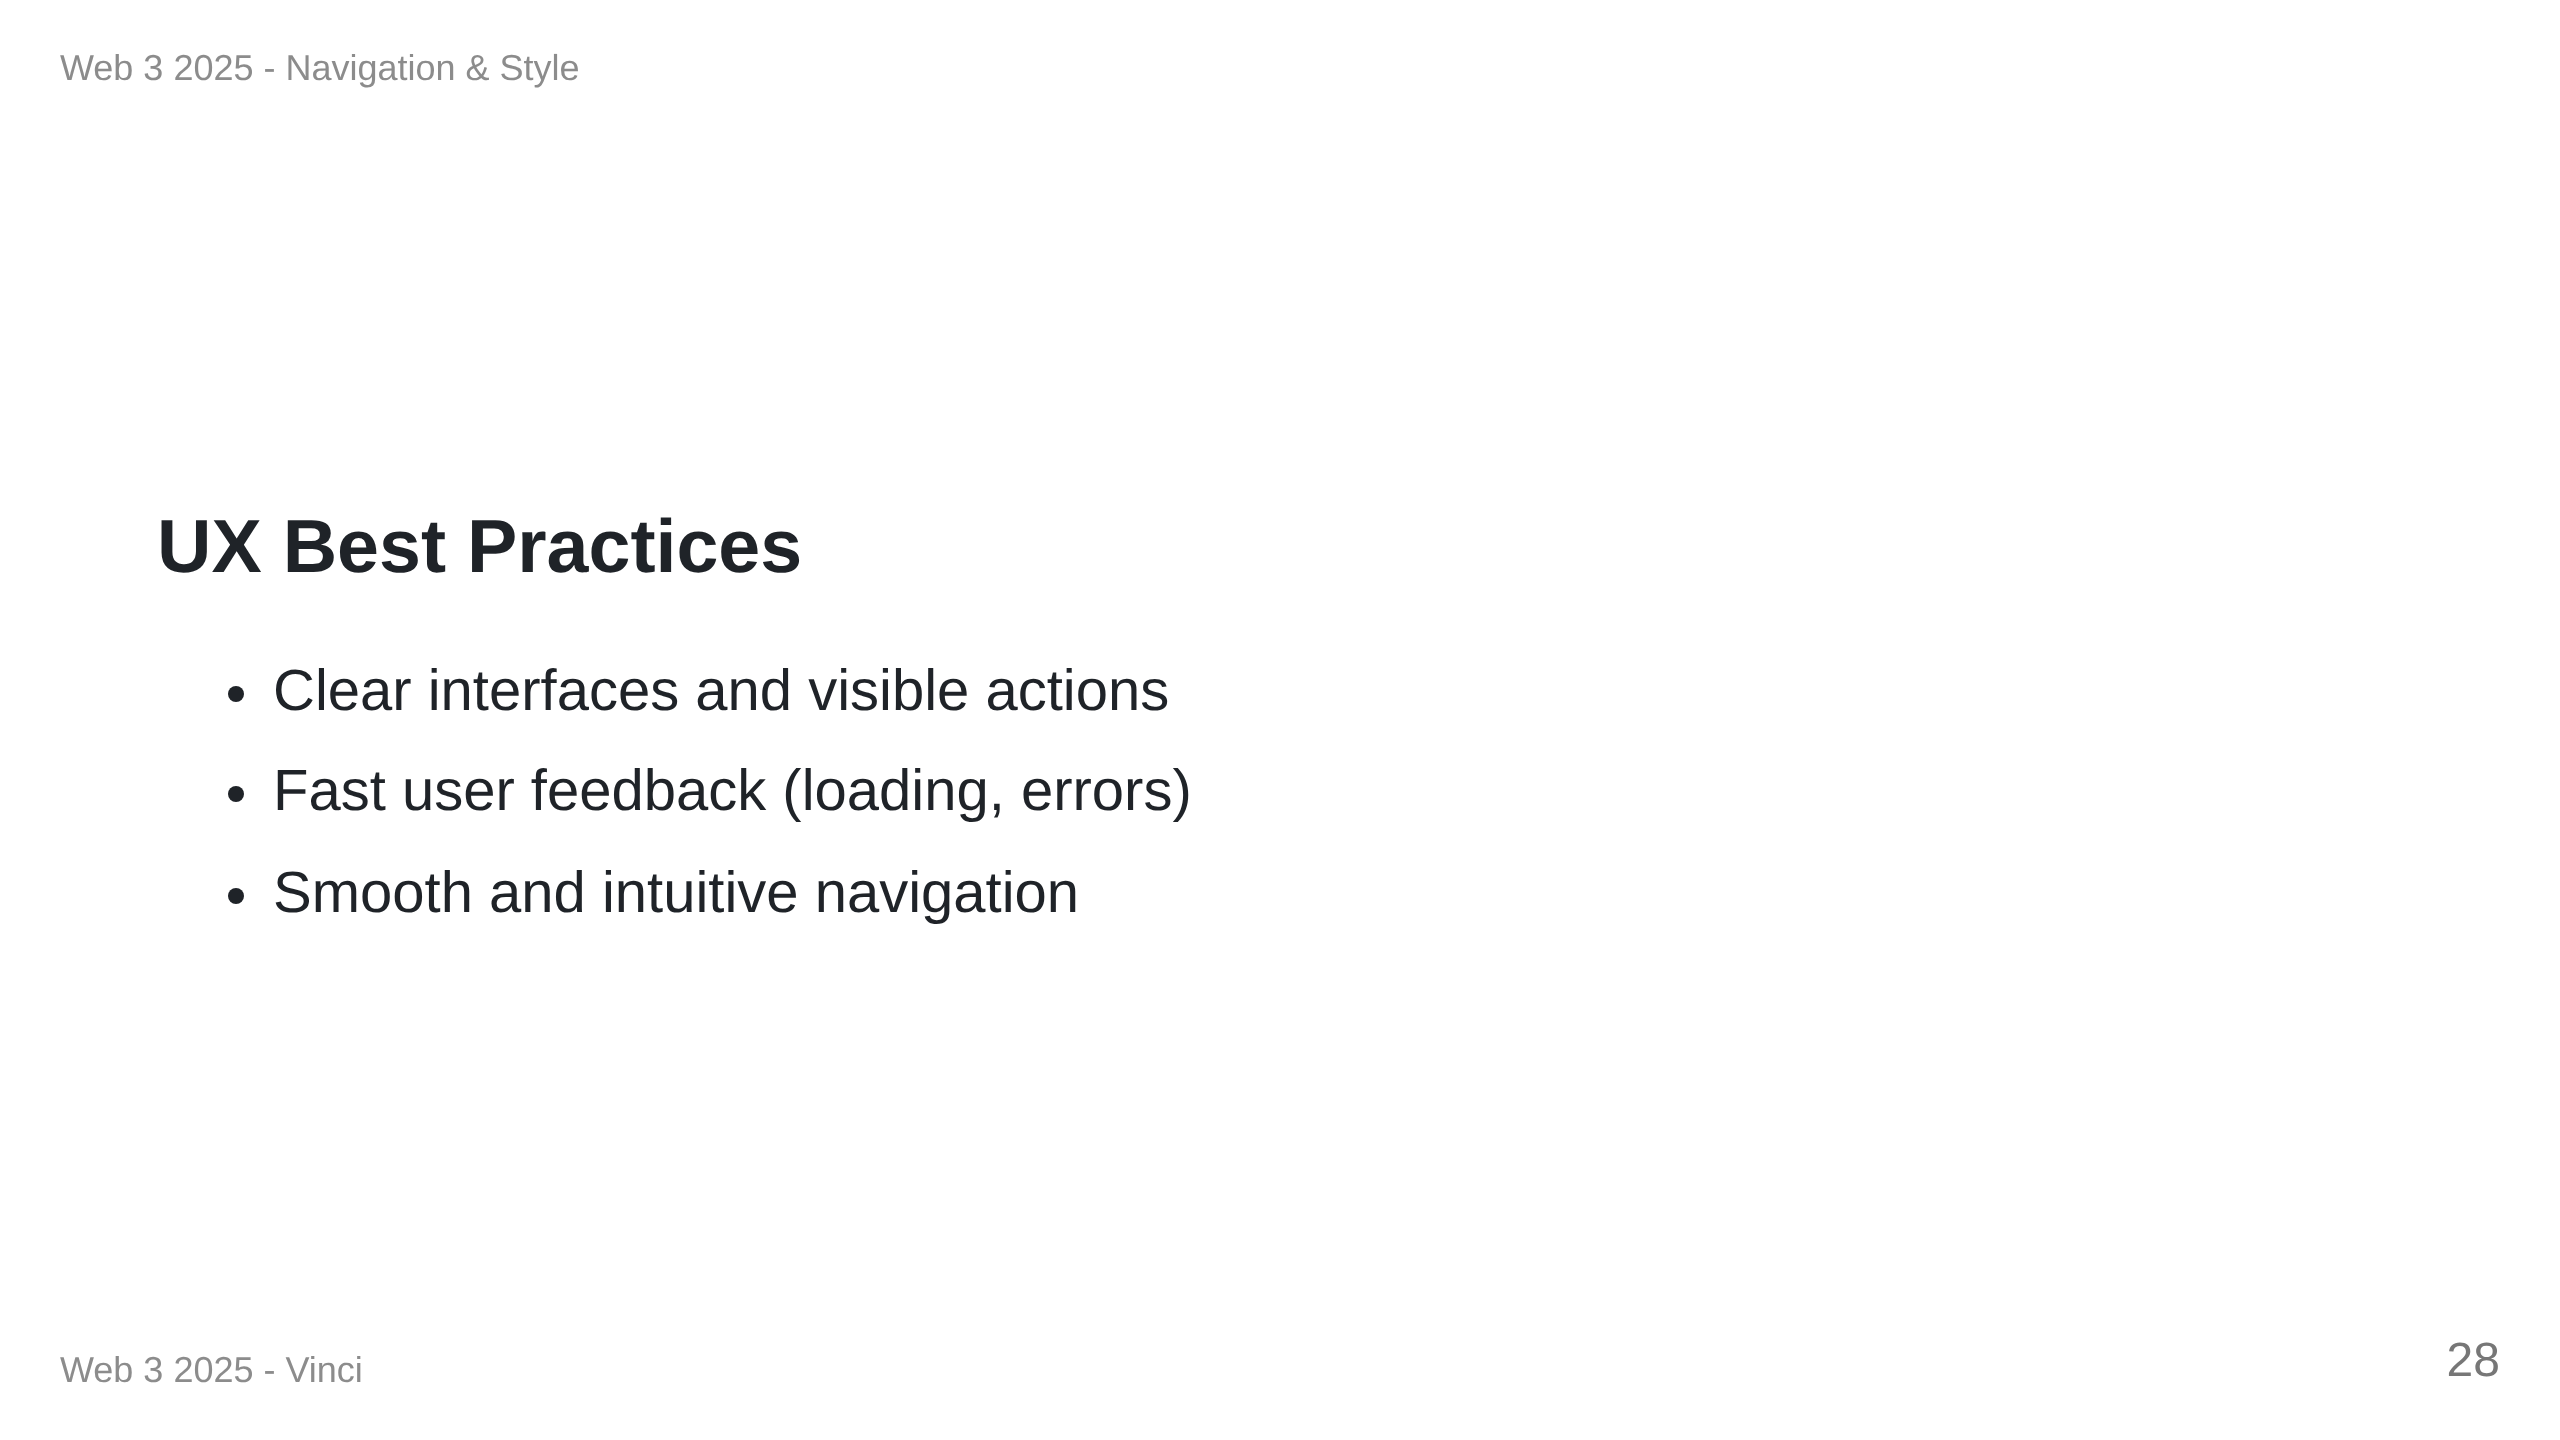 Web 3 2025 - Navigation & Style
UX Best Practices
• Clear interfaces and visible actions
• Fast user feedback (loading, errors)
• Smooth and intuitive navigation
Web 3 2025 - Vinci
28